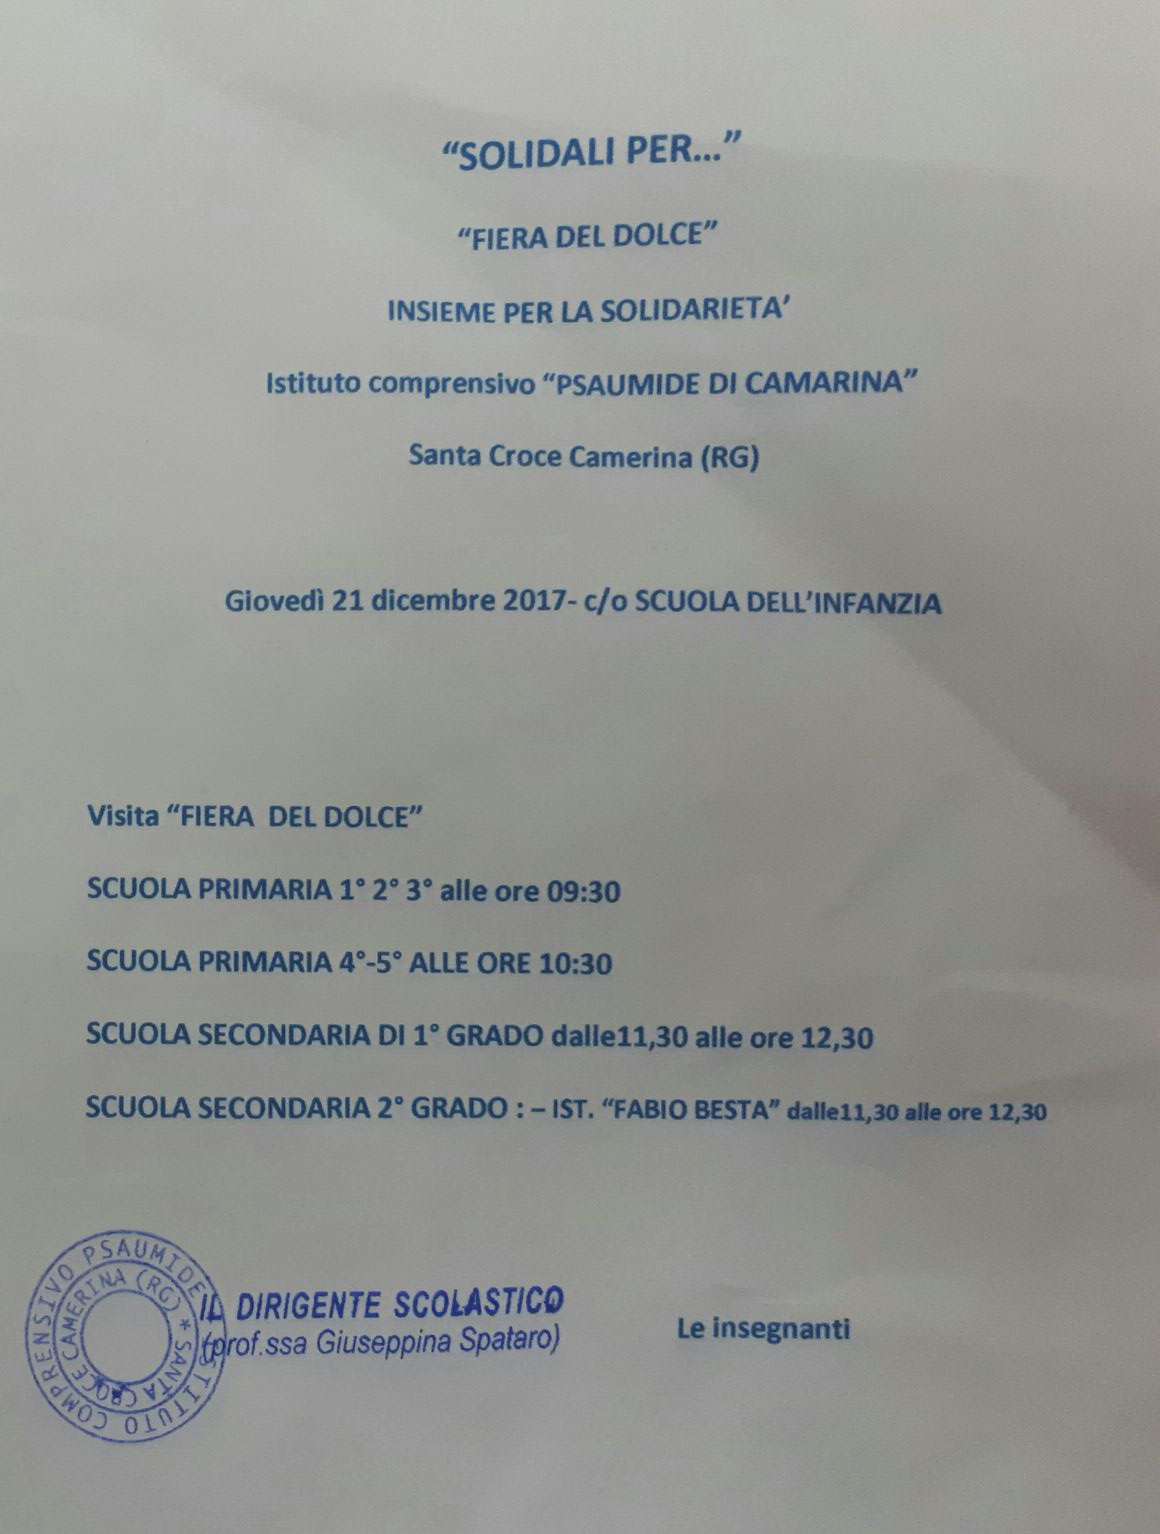 “SOLIDALI PER...”
“FIERA DEL DOLCE”
INSIEME PER LA SOLIDARIETA’
Istituto comprensivo “PSAUMIDE DI CAMARINA”
Santa Croce Camerina (RG)
Giovedì 21 dicembre 2017- c/o SCUOLA DELL’INFANZIA
Visita “FIERA  DEL DOLCE”
SCUOLA PRIMARIA 1° 2° 3° alle ore 09:30
SCUOLA PRIMARIA 4°-5° ALLE ORE 10:30
SCUOLA SECONDARIA DI 1° GRADO dalle11,30 alle ore 12,30
SCUOLA SECONDARIA 2° GRADO : – IST. “FABIO BESTA” dalle11,30 alle ore 12,30
ISTITUTO COMPRENSIVO PSAUMIDE
* SANTA CROCE CAMERINA (RG)
IL DIRIGENTE SCOLASTICO
(prof.ssa Giuseppina Spataro)
Le insegnanti